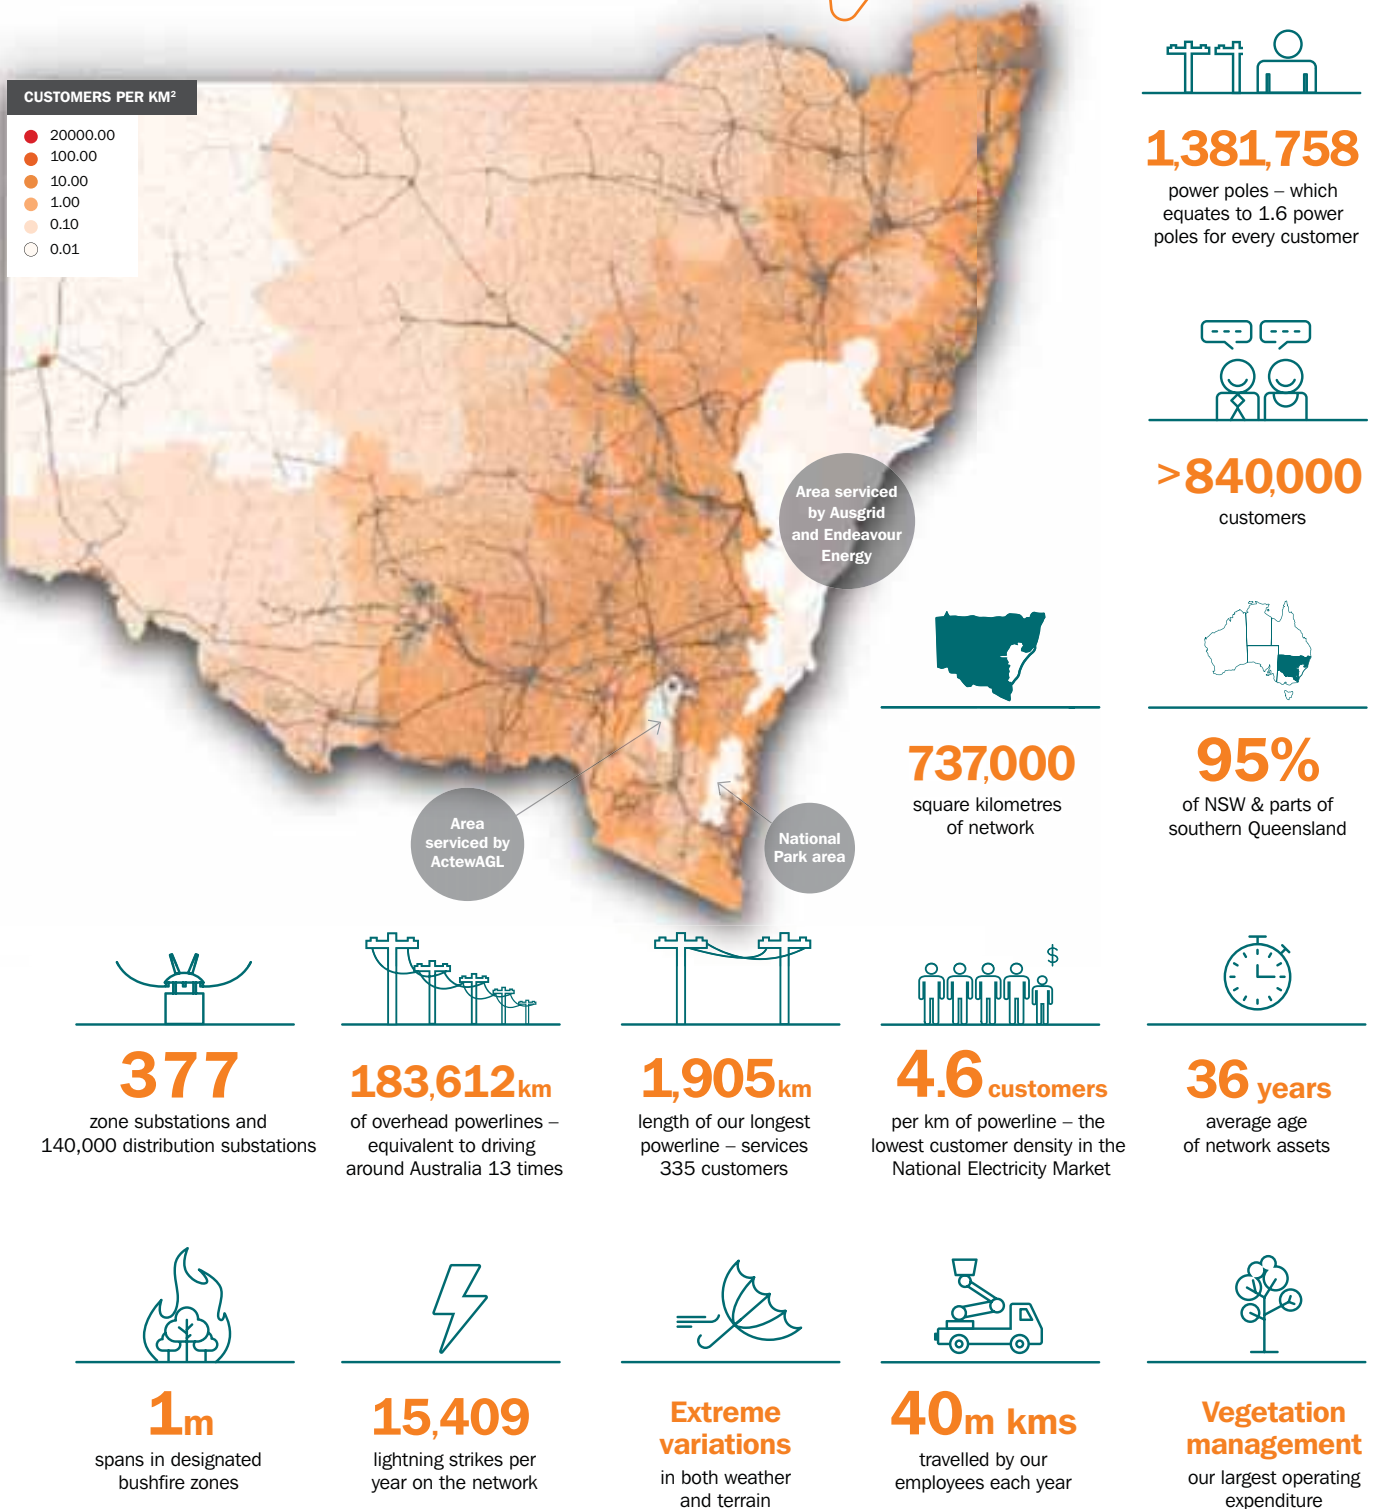 CUSTOMERS PER KM²
20000.00
100.00
10.00
1.00
0.10
0.01
1,381,758
power poles – which
equates to 1.6 power
poles for every customer
>840,000
customers
Area serviced
by Ausgrid
and Endeavour
Energy
737,000
square kilometres
of network
95%
of NSW & parts of
southern Queensland
Area
serviced by
ActewAGL
National
Park area
377
zone substations and
140,000 distribution substations
183,612 km
of overhead powerlines –
equivalent to driving
around Australia 13 times
1,905 km
length of our longest
powerline – services
335 customers
$
4.6 customers
per km of powerline – the
lowest customer density in the
National Electricity Market
36 years
average age
of network assets
1m
spans in designated
bushfire zones
15,409
lightning strikes per
year on the network
Extreme
variations
in both weather
and terrain
40m kms
travelled by our
employees each year
Vegetation
management
our largest operating
expenditure